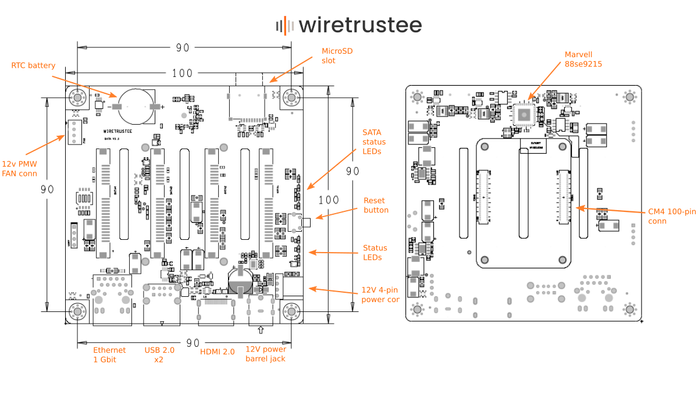 wiretrustee
90
100
MicroSD
slot
RTC battery
Marvell
88se9215
WIRETRUSTEE
SATA
status
LEDs
12v PMW
FAN conn
90
90
100
Reset
button
CM4 100-pin
conn
Status
LEDs
12V 4-pin
power cor
90
Ethernet
1 Gbit
USB 2.0
x2
HDMI 2.0
12V power
barrel jack